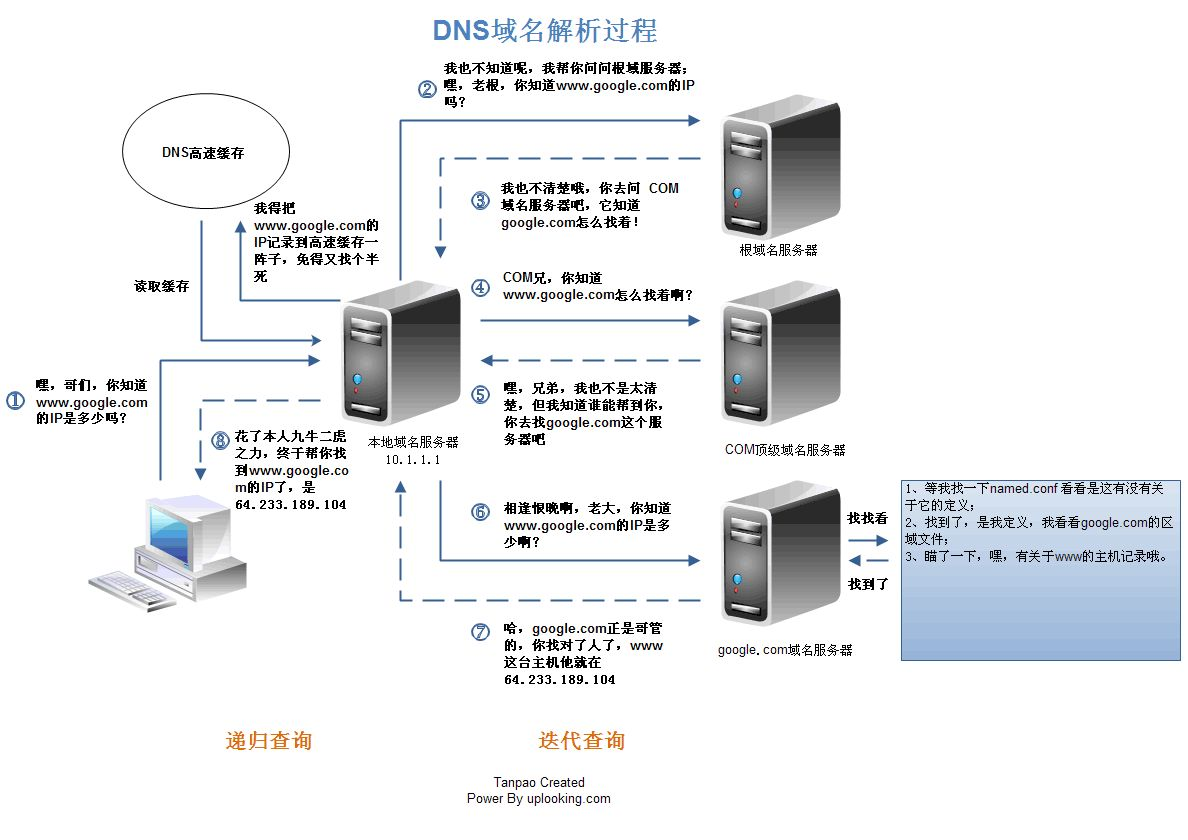 DNS域名解析过程
②
我也不知道呢，我帮你问问根域服务器；
嘿，老根，你知道www.google.com的IP
吗？
DNS高速缓存
我得把
www.google.com的
IP记录到高速缓存一
阵子，免得又找个半
死
读取缓存
③
我也不清楚哦，你去问 COM
域名服务器吧，它知道
google.com怎么找着！
根域名服务器
④
COM兄，你知道
www.google.com怎么找着啊？
①
嘿，哥们，你知道
www.google.com
的IP是多少吗？
⑤
嘿，兄弟，我也不是太清
楚，但我知道谁能帮到你，
你去找google.com这个服
务器吧
COM顶级域名服务器
本地域名服务器
10.1.1.1
⑧
花了本人九牛二虎
之力，终于帮你找
到www.google.co
m的IP了，是
64.233.189.104
⑥
相逢恨晚啊，老大，你知道
www.google.com的IP是多
少啊？
找找看
找到了
1、等我找一下named.conf 看看是这有没有关
于它的定义；
2、找到了，是我定义，我看看google.com的区
域文件；
3、瞄了一下，嘿，有关于www的主机记录哦。
⑦
哈，google.com正是哥管
的，你找对了人了，www
这台主机他就在
64.233.189.104
google.com域名服务器
递归查询
迭代查询
Tanpao Created
Power By uplooking.com